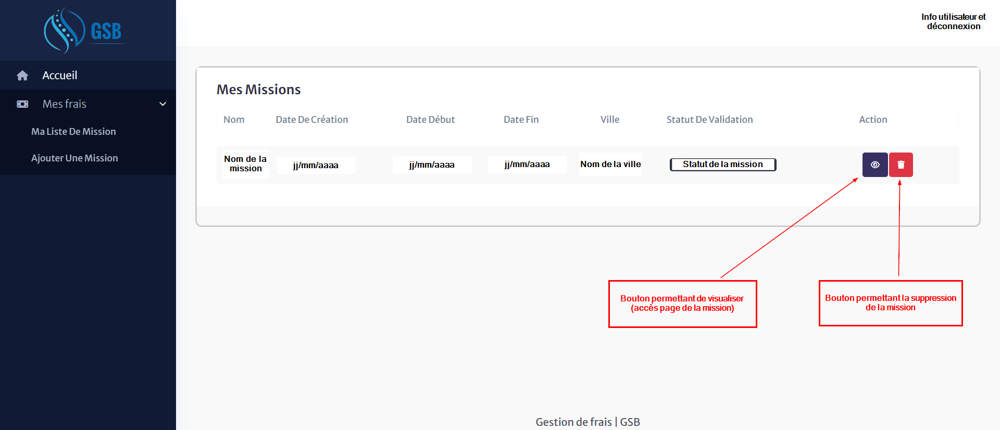 GSB
Info utilisateur et
déconnexion
Accueil
Mes frais
Ma Liste De Mission
Ajouter Une Mission
Mes Missions
Nom Date De Création Date Début Date Fin Ville Statut De Validation Action
Nom de la
mission
jj/mm/aaaa jj/mm/aaaa jj/mm/aaaa Nom de la ville Statut de la mission
Bouton permettant de visualiser
(accès page de la mission)
Bouton permettant la suppression
de la mission
Gestion de frais | GSB